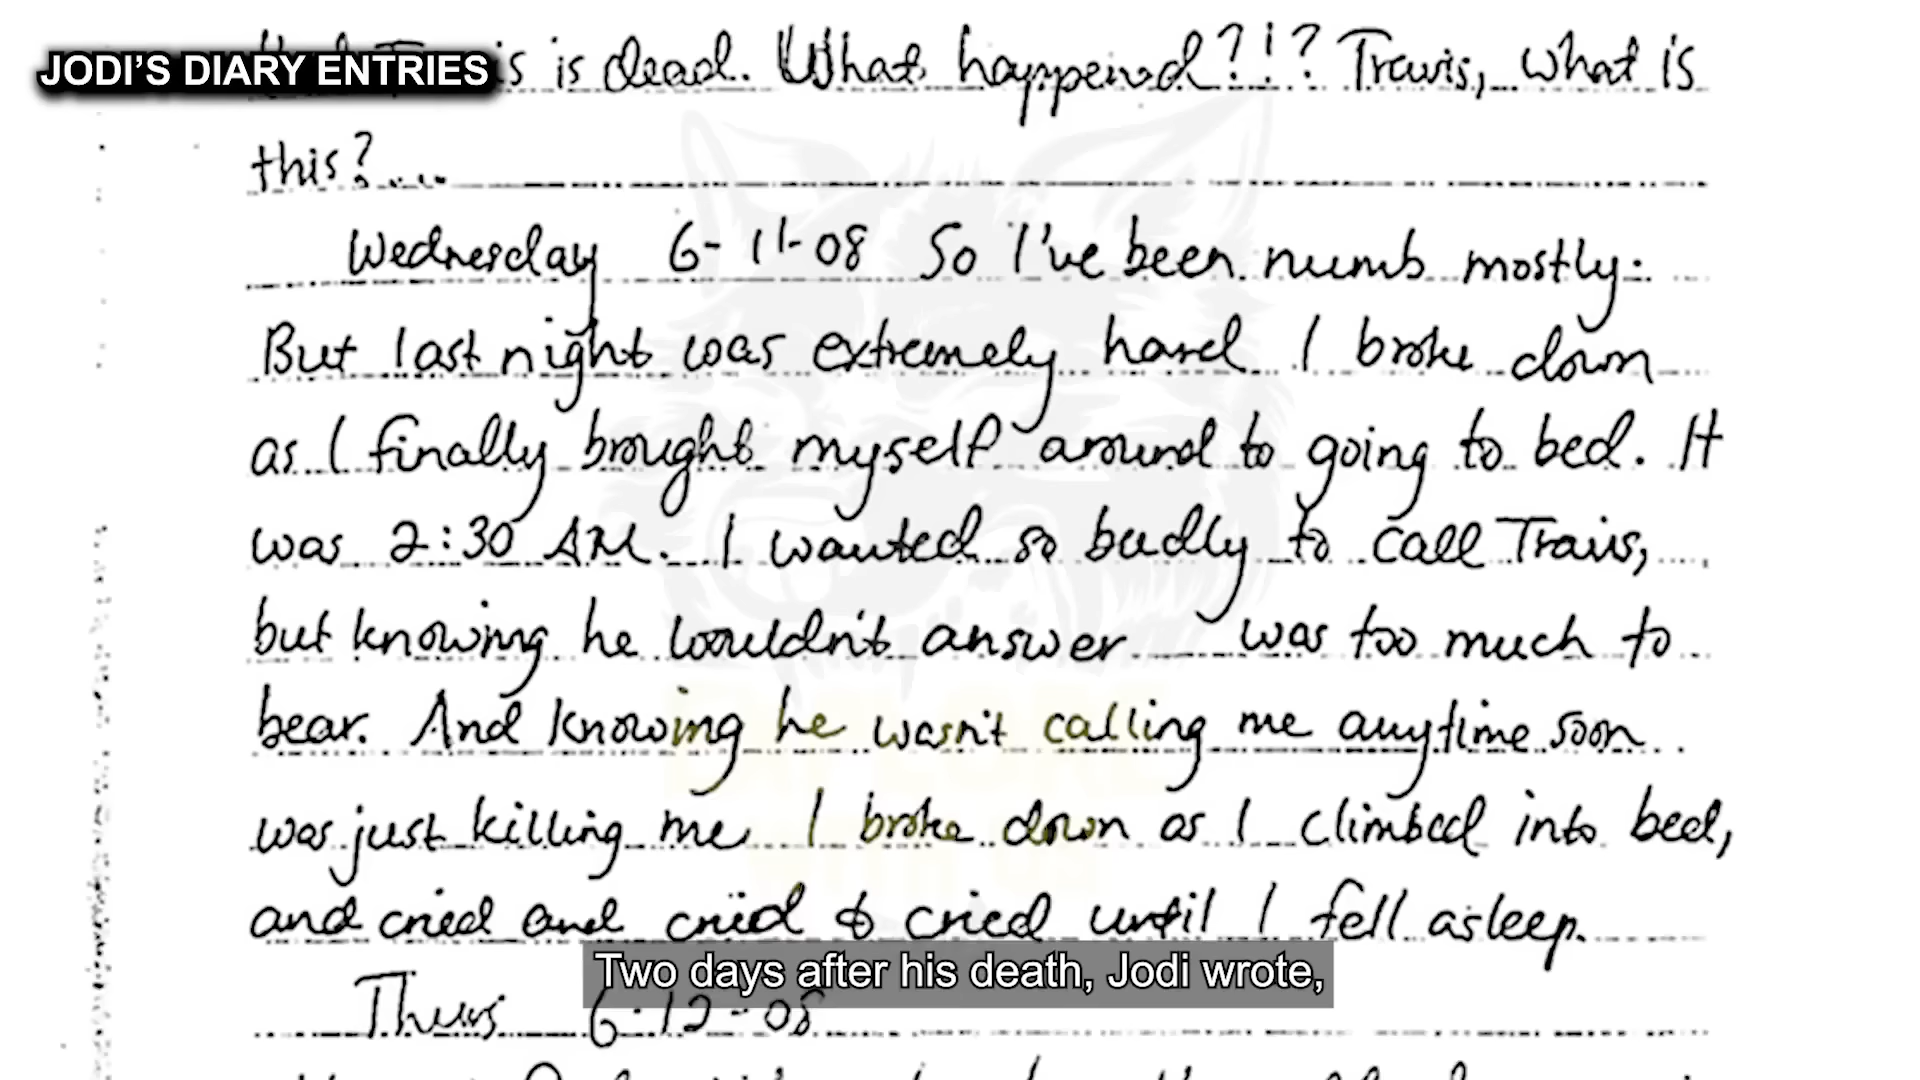 JODI'S DIARY ENTRIES
is dead. What happened?!? Travis, what is
this?...
Wednesday 6-11-08 So I've been numb mostly.
But last night was extremely hard I broke down
as I finally brought myself around to going to bed. It
was 2:30 AM. I wanted so badly to call Travis,
but knowing he wouldn't answer was too much to
bear. And knowing he wasn't calling me anytime soon
was just killing me I broke down as I climbed into bed,
and cried and cried & cried until I fell asleep.
Two days after his death, Jodi wrote,
Thurs 6-12-08